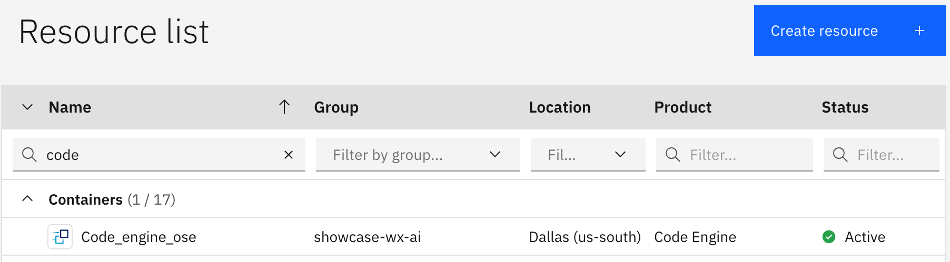 Resource list
Create resource +
Name Group Location Product Status
code Filter by group... Fil... Filter... Filter...
Containers (1 / 17)
Code_engine_ose showcase-wx-ai Dallas (us-south) Code Engine Active